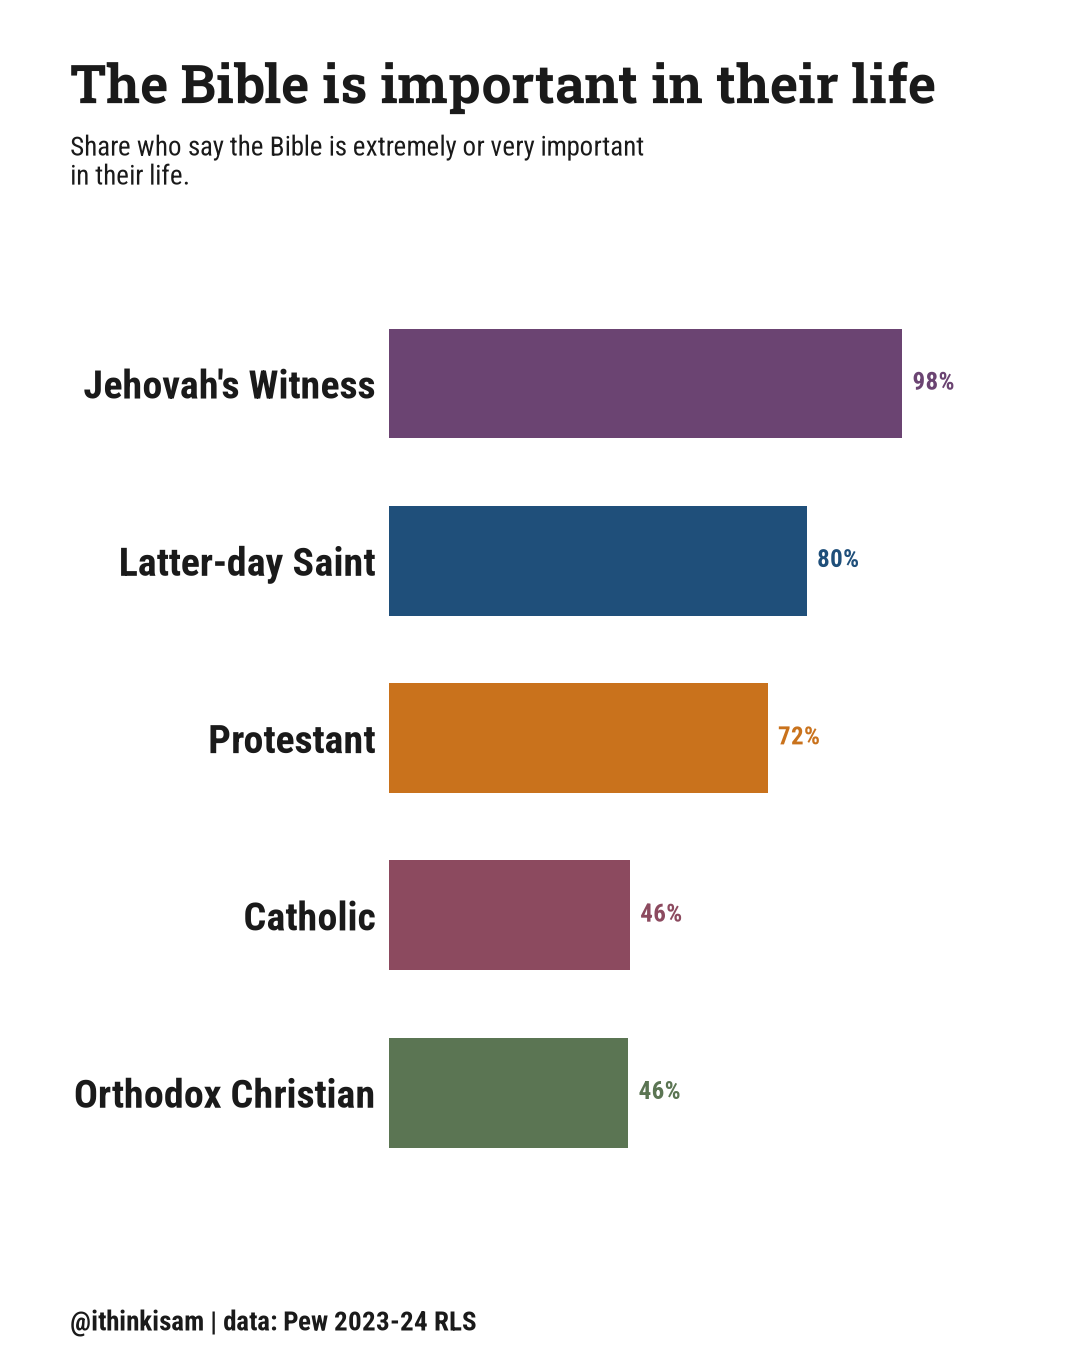 The Bible is important in their life
Share who say the Bible is extremely or very important
in their life.
Jehovah's Witness 98%
Latter-day Saint 80%
Protestant 72%
Catholic 46%
Orthodox Christian 46%
@ithinkisam | data: Pew 2023-24 RLS